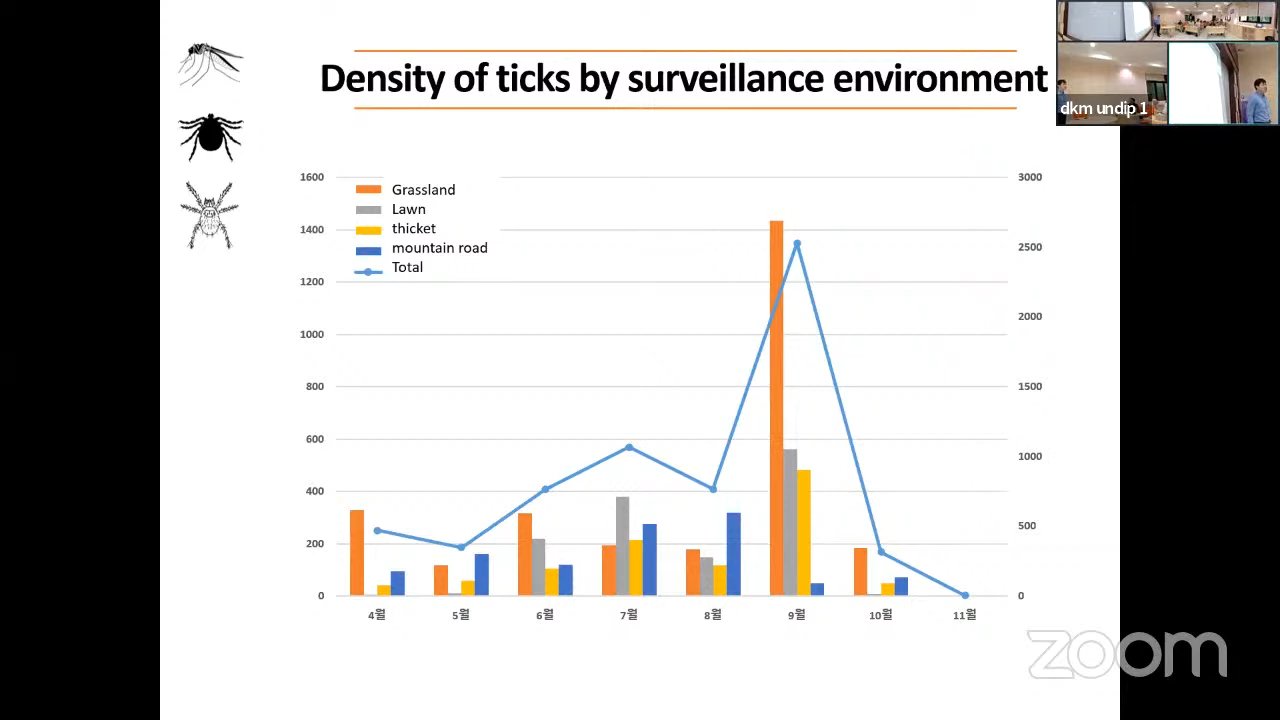 Density of ticks by surveillance environment
dkm undip 1
1600
1400
1200
1000
800
600
400
200
0
Grassland
Lawn
thicket
mountain road
Total
3000
2500
2000
1500
1000
500
0
4월
5월
6월
7월
8월
9월
10월
11월
zoom